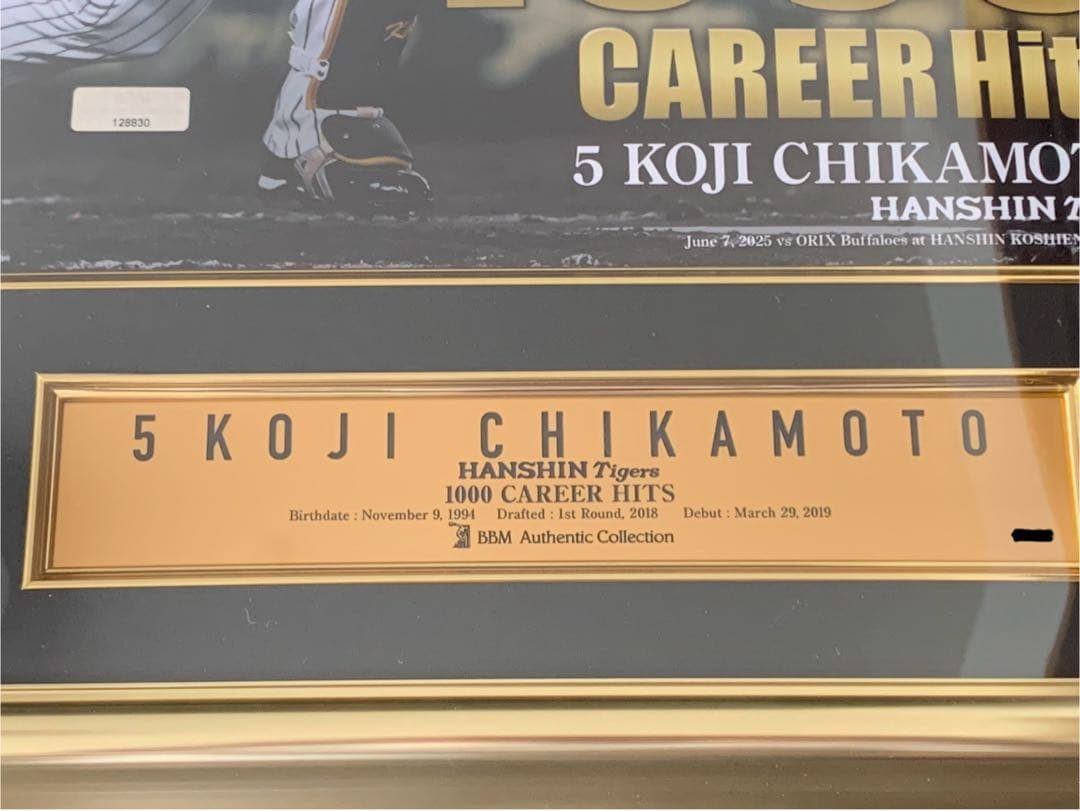 CAREER Hit
128830
5 KOJI CHIKAMOT
HANSHIN T
June 7, 2025 vs ORIX Buffaloes at HANSHIN KOSHIEN
5 KOJI CHIKAMOTO
HANSHIN Tigers
1000 CAREER HITS
Birthdate : November 9, 1994 Drafted : 1st Round, 2018 Debut : March 29, 2019
BBM Authentic Collection